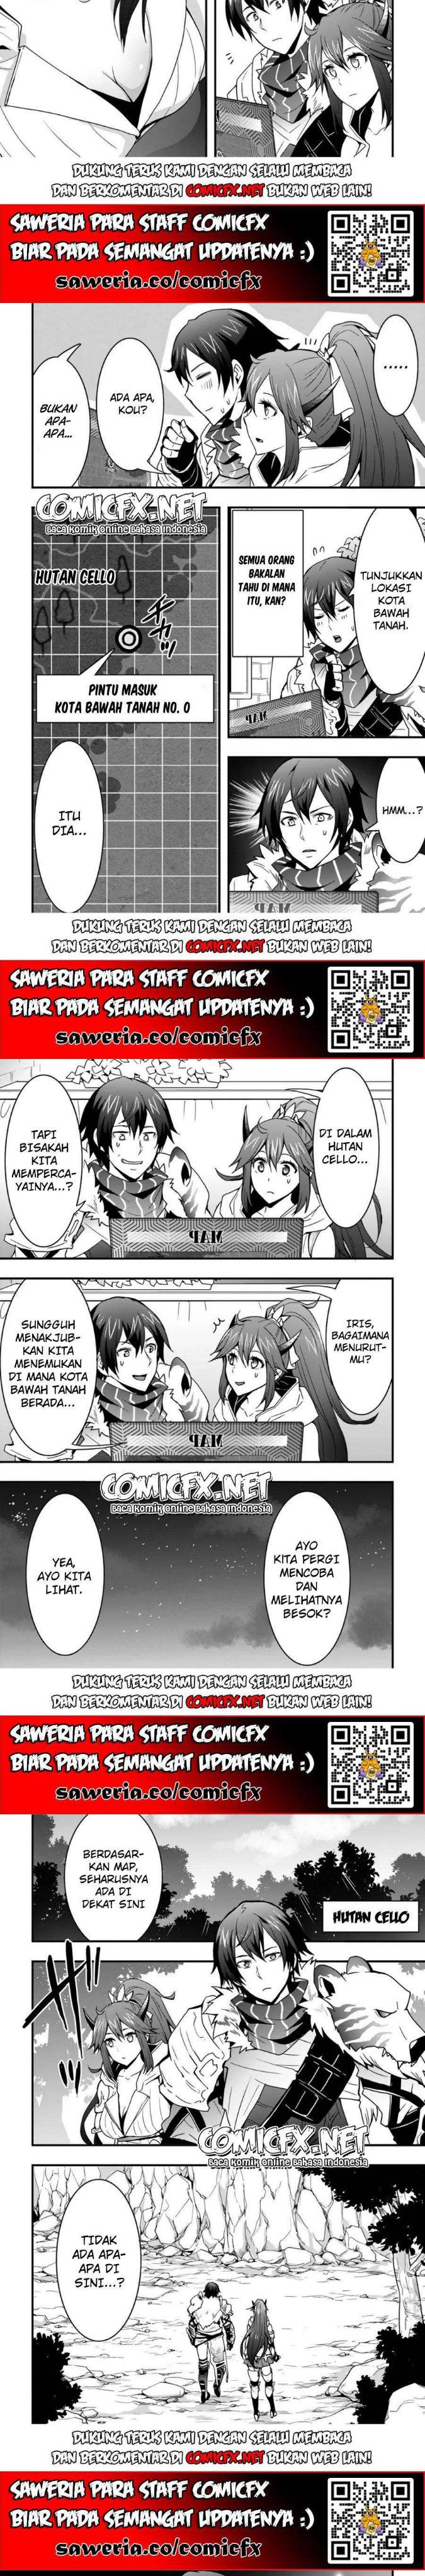 DUKUNG TERUS KAMI DENGAN SELALU MEMBACA
DAN BERKOMENTAR DI COMICFX.NET BUKAN WEB LAIN!
SAWERIA PARA STAFF COMICFX
BIAR PADA SEMANGAT UPDATENYA :)
saweria.co/comicfx
.....
ADA APA,
KOU?
BUKAN
APA-
APA...
COMICFX.NET
Baca Komik Online Bahasa Indonesia
TUNJUKKAN
LOKASI
KOTA
BAWAH
TANAH.
SEMUA ORANG
BAKALAN
TAHU DI MANA
ITU, KAN?
MAP
HUTAN CELLO
PINTU MASUK
KOTA BAWAH TANAH NO. 0
HMM...?
MAP
ITU
DIA...
DUKUNG TERUS KAMI DENGAN SELALU MEMBACA
DAN BERKOMENTAR DI COMICFX.NET BUKAN WEB LAIN!
SAWERIA PARA STAFF COMICFX
BIAR PADA SEMANGAT UPDATENYA :)
saweria.co/comicfx
DI DALAM
HUTAN
CELLO...
TAPI
BISAKAH
KITA
MEMPERCA-
YAINYA...?
MAP
IRIS,
BAGAIMANA
MENURUT-
MU?
SUNGGUH
MENAKJUB-
KAN KITA
MENEMUKAN
DI MANA KOTA
BAWAH TANAH
BERADA...
MAP
COMICFX.NET
Baca Komik Online Bahasa Indonesia
AYO
KITA PERGI
MENCOBA
DAN
MELIHATNYA
BESOK?
YEA,
AYO KITA
LIHAT.
DUKUNG TERUS KAMI DENGAN SELALU MEMBACA
DAN BERKOMENTAR DI COMICFX.NET BUKAN WEB LAIN!
SAWERIA PARA STAFF COMICFX
BIAR PADA SEMANGAT UPDATENYA :)
saweria.co/comicfx
BERDASAR-
KAN MAP,
SEHARUSNYA
ADA DI
DEKAT SINI
HUTAN CELLO
COMICFX.NET
Baca Komik Online Bahasa Indonesia
TIDAK
ADA APA-
APA DI
SINI...?
DUKUNG TERUS KAMI DENGAN SELALU MEMBACA
DAN BERKOMENTAR DI COMICFX.NET BUKAN WEB LAIN!
SAWERIA PARA STAFF COMICFX
BIAR PADA SEMANGAT UPDATENYA :)
saweria.co/comicfx